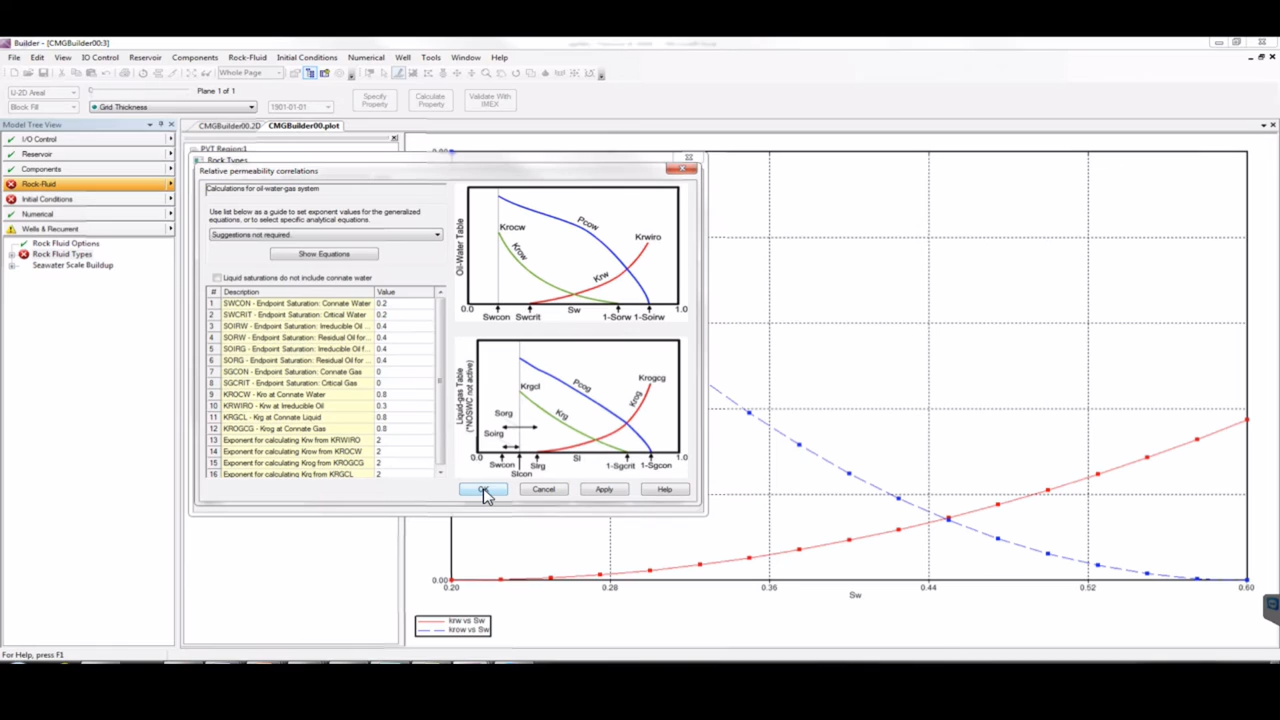 Builder - [CMGBuilder00:3]
File Edit View IO Control Reservoir Components Rock-Fluid Initial Conditions Numerical Well Tools Window Help
Whole Page
U-2D Areal Plane 1 of 1
Block Fill Grid Thickness 1901-01-01
Specify Property
Calculate Property
Validate With IMEX
Model Tree View
CMGBuilder00.2D CMGBuilder00.plot
I/O Control
Reservoir
Components
Rock-Fluid
Initial Conditions
Numerical
Wells & Recurrent
Rock Fluid Options
Rock Fluid Types
Seawater Scale Buildup
PVT Region:1
Rock Types
Relative permeability correlations
Calculations for oil-water-gas system
Use list below as a guide to set exponent values for the generalized
equations, or to select specific analytical equations.
Suggestions not required.
Show Equations
Liquid saturations do not include connate water
# Description Value
1 SWCON - Endpoint Saturation: Connate Water 0.2
2 SWCRIT - Endpoint Saturation: Critical Water 0.2
3 SOIRW - Endpoint Saturation: Irreducible Oil ... 0.4
4 SORW - Endpoint Saturation: Residual Oil for... 0.4
5 SOIRG - Endpoint Saturation: Irreducible Oil f... 0.4
6 SORG - Endpoint Saturation: Residual Oil for ... 0.4
7 SGCON - Endpoint Saturation: Connate Gas 0
8 SGCRIT - Endpoint Saturation: Critical Gas 0
9 KROCW - Krow at Connate Water 0.8
10 KRWIRO - Krw at Irreducible Oil 0.3
11 KRGCL - Krg at Connate Liquid 0.8
12 KROGCG - Krog at Connate Gas 0.8
13 Exponent for calculating Krw from KRWIRO 2
14 Exponent for calculating Krow from KROCW 2
15 Exponent for calculating Krog from KROGCG 2
16 Exponent for calculating Krg from KRGCL 2
Oil-Water Table
Krocw
Pcow
Krwiro
Krow
Krw
0.0 Sw 1.0
Swcon Swcrit 1-Sorw 1-Soirw
Liquid-gas Table
(*NOSWC not active)
Krgcl
Pcog
Krogcg
Sorg
Krg
Krog
Soirg
0.0 Sl 1.0
Swcon Slrg 1-Sgcrit 1-Sgcon
Slcon
OK Cancel Apply Help
0.00
0.20 0.28 0.36 0.44 0.52 0.60
Sw
krw vs Sw
krow vs Sw
For Help, press F1